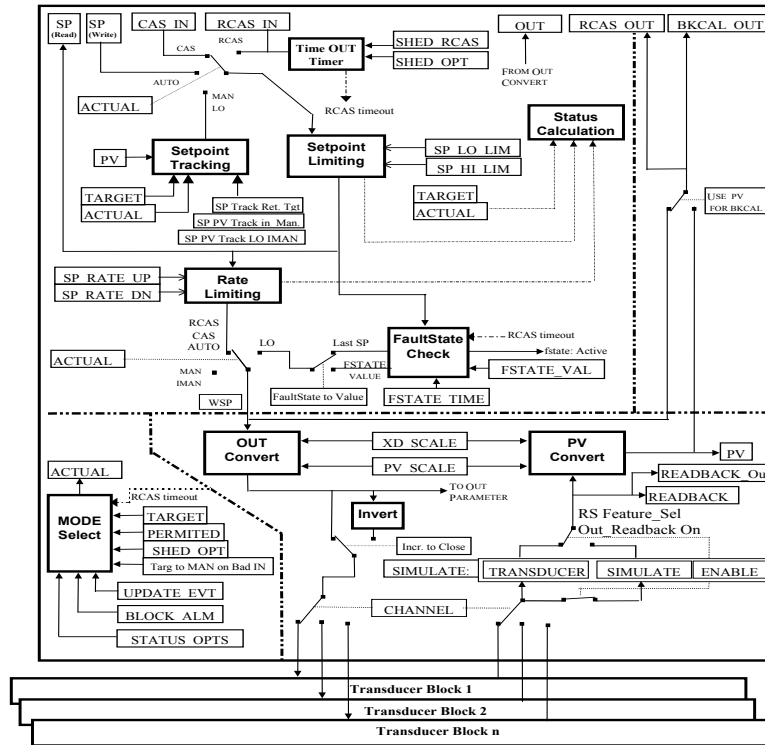 SP
(Read)
SP
(Write)
CAS_IN
RCAS_IN
OUT
RCAS_OUT
BKCAL_OUT
CAS
RCAS
Time OUT
Timer
SHED_RCAS
SHED_OPT
FROM OUT
CONVERT
AUTO
RCAS timeout
ACTUAL
MAN
LO
Status
Calculation
PV
Setpoint
Tracking
Setpoint
Limiting
SP_LO_LIM
SP_HI_LIM
TARGET
ACTUAL
SP Track Ret. Tgt
SP PV Track in Man.
SP PV Track LO IMAN
TARGET
ACTUAL
USE PV
FOR BKCAL
SP_RATE_UP
SP_RATE_DN
Rate
Limiting
RCAS
CAS
AUTO
LO
Last SP
FaultState
Check
RCAS timeout
fstate: Active
ACTUAL
MAN
IMAN
FSTATE
VALUE
FSTATE_VAL
WSP
FaultState to Value
FSTATE_TIME
OUT
Convert
XD_SCALE
PV_SCALE
PV
Convert
PV
ACTUAL
TO OUT
PARAMETER
READBACK_Out
READBACK
RCAS timeout
MODE
Select
TARGET
PERMITED
SHED_OPT
Targ to MAN on Bad IN
Invert
RS Feature_Sel
Out_Readback On
Incr. to Close
SIMULATE:
TRANSDUCER
SIMULATE
ENABLE
UPDATE_EVT
BLOCK_ALM
STATUS_OPTS
CHANNEL
Transducer Block 1
Transducer Block 2
Transducer Block n